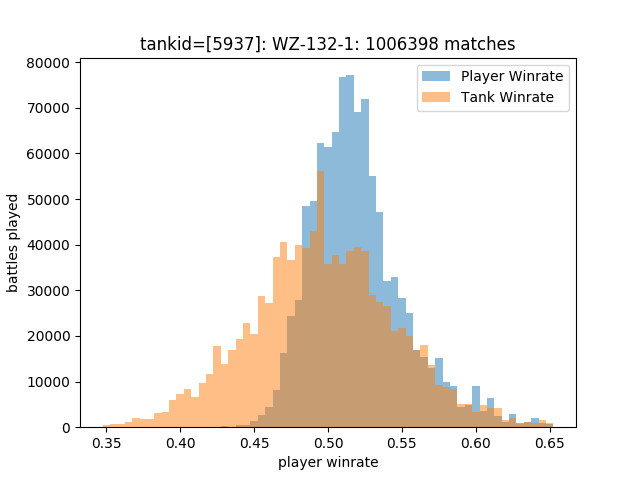 tankid=[5937]: WZ-132-1: 1006398 matches
Player Winrate
Tank Winrate
battles played
80000
70000
60000
50000
40000
30000
20000
10000
0
0.35 0.40 0.45 0.50 0.55 0.60 0.65
player winrate